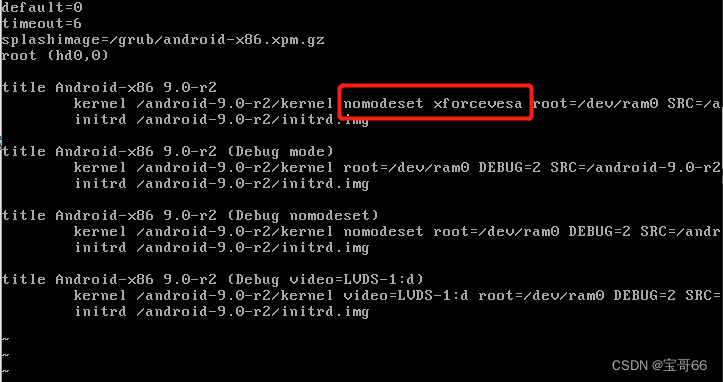 default=0
timeout=6
splashimage=/grub/android-x86.xpm.gz
root (hd0,0)
title Android-x86 9.0-r2
kernel /android-9.0-r2/kernel nomodeset xforcevesa root=/dev/ram0 SRC=/a
initrd /android-9.0-r2/initrd.img
title Android-x86 9.0-r2 (Debug mode)
kernel /android-9.0-r2/kernel root=/dev/ram0 DEBUG=2 SRC=/android-9.0-r2
initrd /android-9.0-r2/initrd.img
title Android-x86 9.0-r2 (Debug nomodeset)
kernel /android-9.0-r2/kernel nomodeset root=/dev/ram0 DEBUG=2 SRC=/andr
initrd /android-9.0-r2/initrd.img
title Android-x86 9.0-r2 (Debug video=LVDS-1:d)
kernel /android-9.0-r2/kernel video=LVDS-1:d root=/dev/ram0 DEBUG=2 SRC=
initrd /android-9.0-r2/initrd.img
~
~
~
CSDN @宝哥66